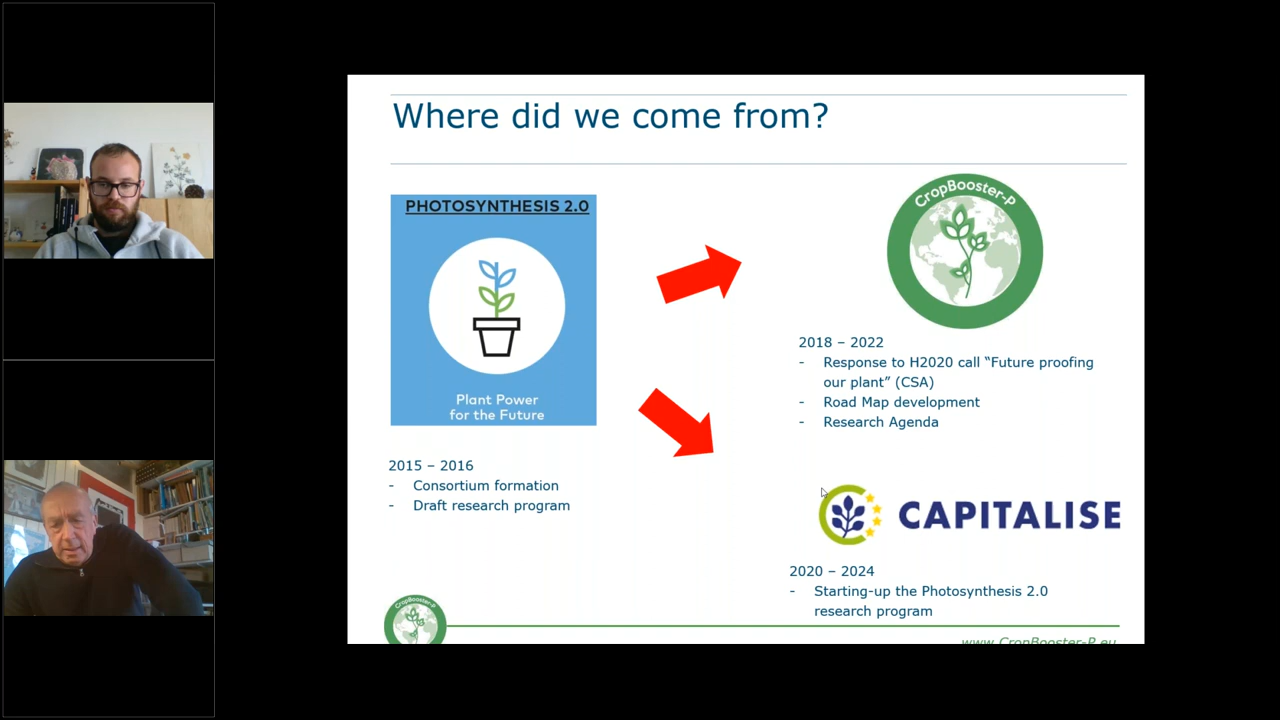 Where did we come from?
PHOTOSYNTHESIS 2.0
Plant Power
for the Future
2015 – 2016
- Consortium formation
- Draft research program
CropBooster-P
2018 – 2022
- Response to H2020 call “Future proofing
our plant” (CSA)
- Road Map development
- Research Agenda
CAPITALISE
2020 – 2024
- Starting-up the Photosynthesis 2.0
research program
CropBooster-P
www.CropBooster-P.eu